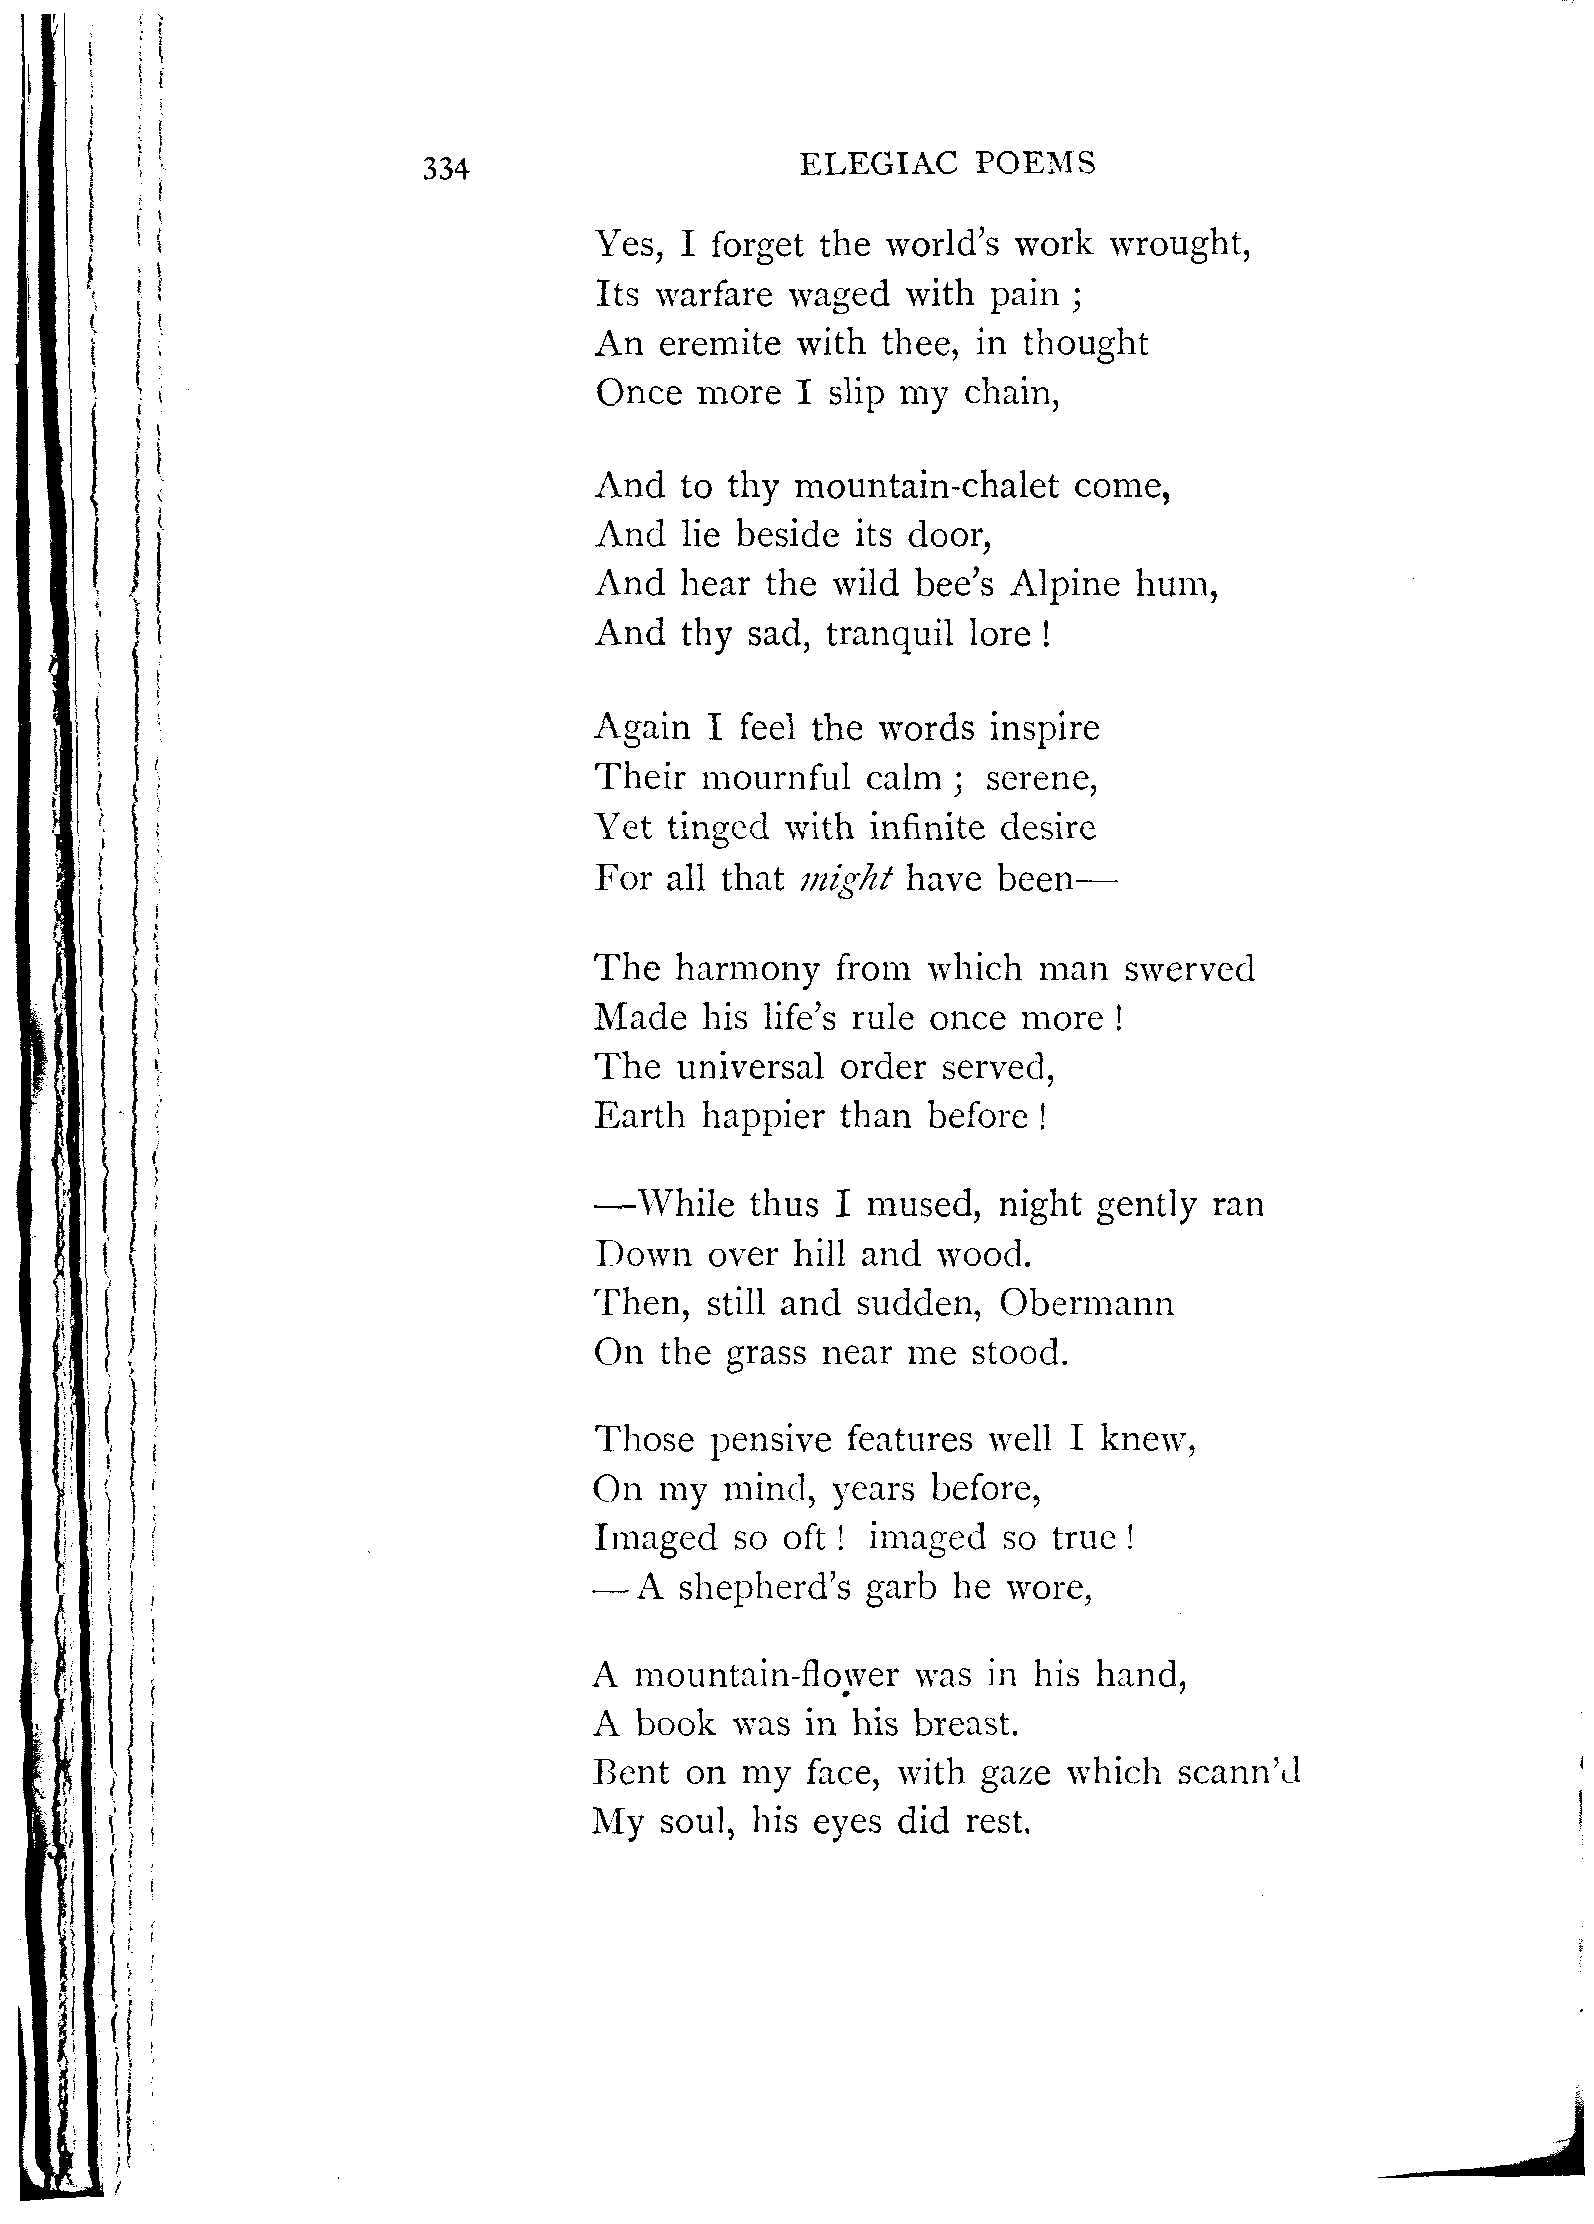 334 ELEGIAC POEMS
Yes, I forget the world's work wrought,
Its warfare waged with pain ;
An eremite with thee, in thought
Once more I slip my chain,
And to thy mountain-chalet come,
And lie beside its door,
And hear the wild bee's Alpine hum,
And thy sad, tranquil lore !
Again I feel the words inspire
Their mournful calm ; serene,
Yet tinged with infinite desire
For all that might have been—
The harmony from which man swerved
Made his life's rule once more !
The universal order served,
Earth happier than before !
—While thus I mused, night gently ran
Down over hill and wood.
Then, still and sudden, Obermann
On the grass near me stood.
Those pensive features well I knew,
On my mind, years before,
Imaged so oft ! imaged so true !
—A shepherd's garb he wore,
A mountain-flower was in his hand,
A book was in his breast.
Bent on my face, with gaze which scann'd
My soul, his eyes did rest.